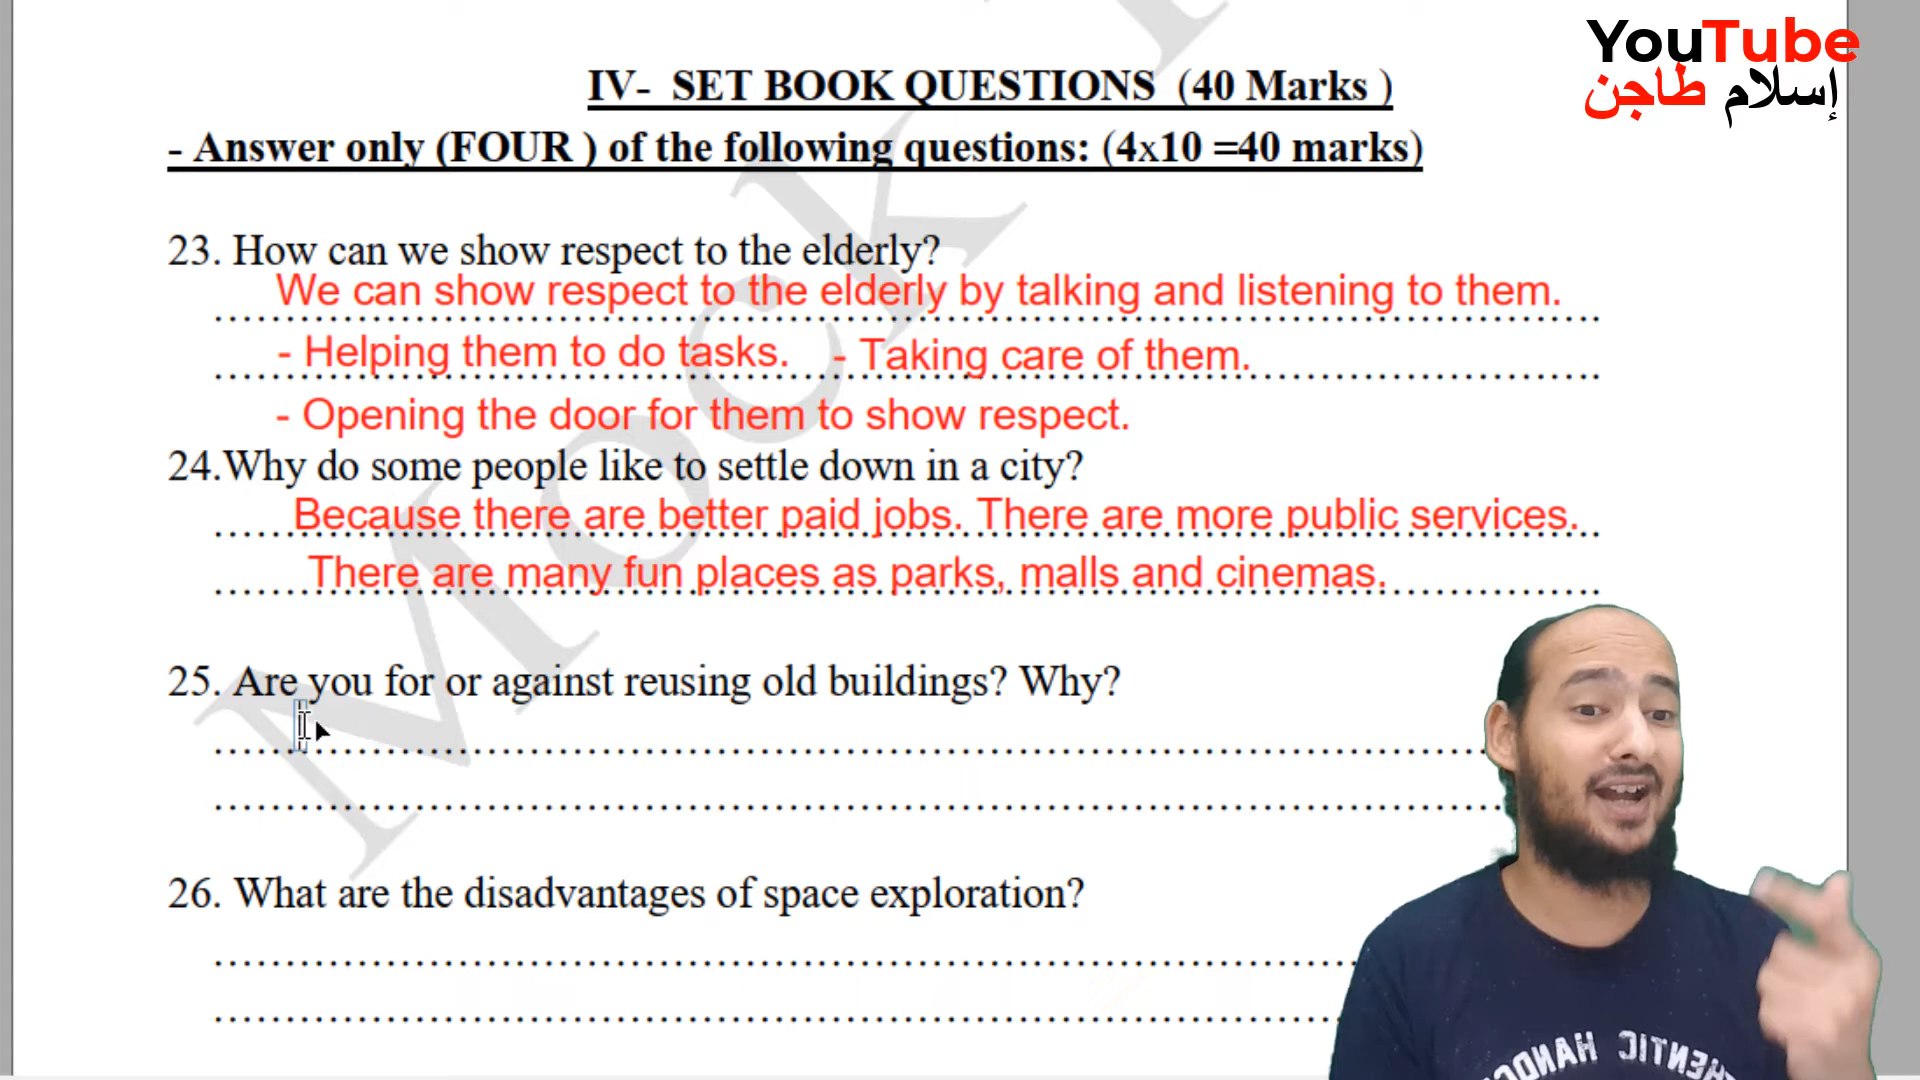 YouTube
إسلام طاجن
IV- SET BOOK QUESTIONS (40 Marks )
- Answer only (FOUR ) of the following questions: (4x10 =40 marks)
23. How can we show respect to the elderly?
We can show respect to the elderly by talking and listening to them.
- Helping them to do tasks. - Taking care of them.
- Opening the door for them to show respect.
24.Why do some people like to settle down in a city?
Because there are better paid jobs. There are more public services.
There are many fun places as parks, malls and cinemas.
25. Are you for or against reusing old buildings? Why?
26. What are the disadvantages of space exploration?
Mock